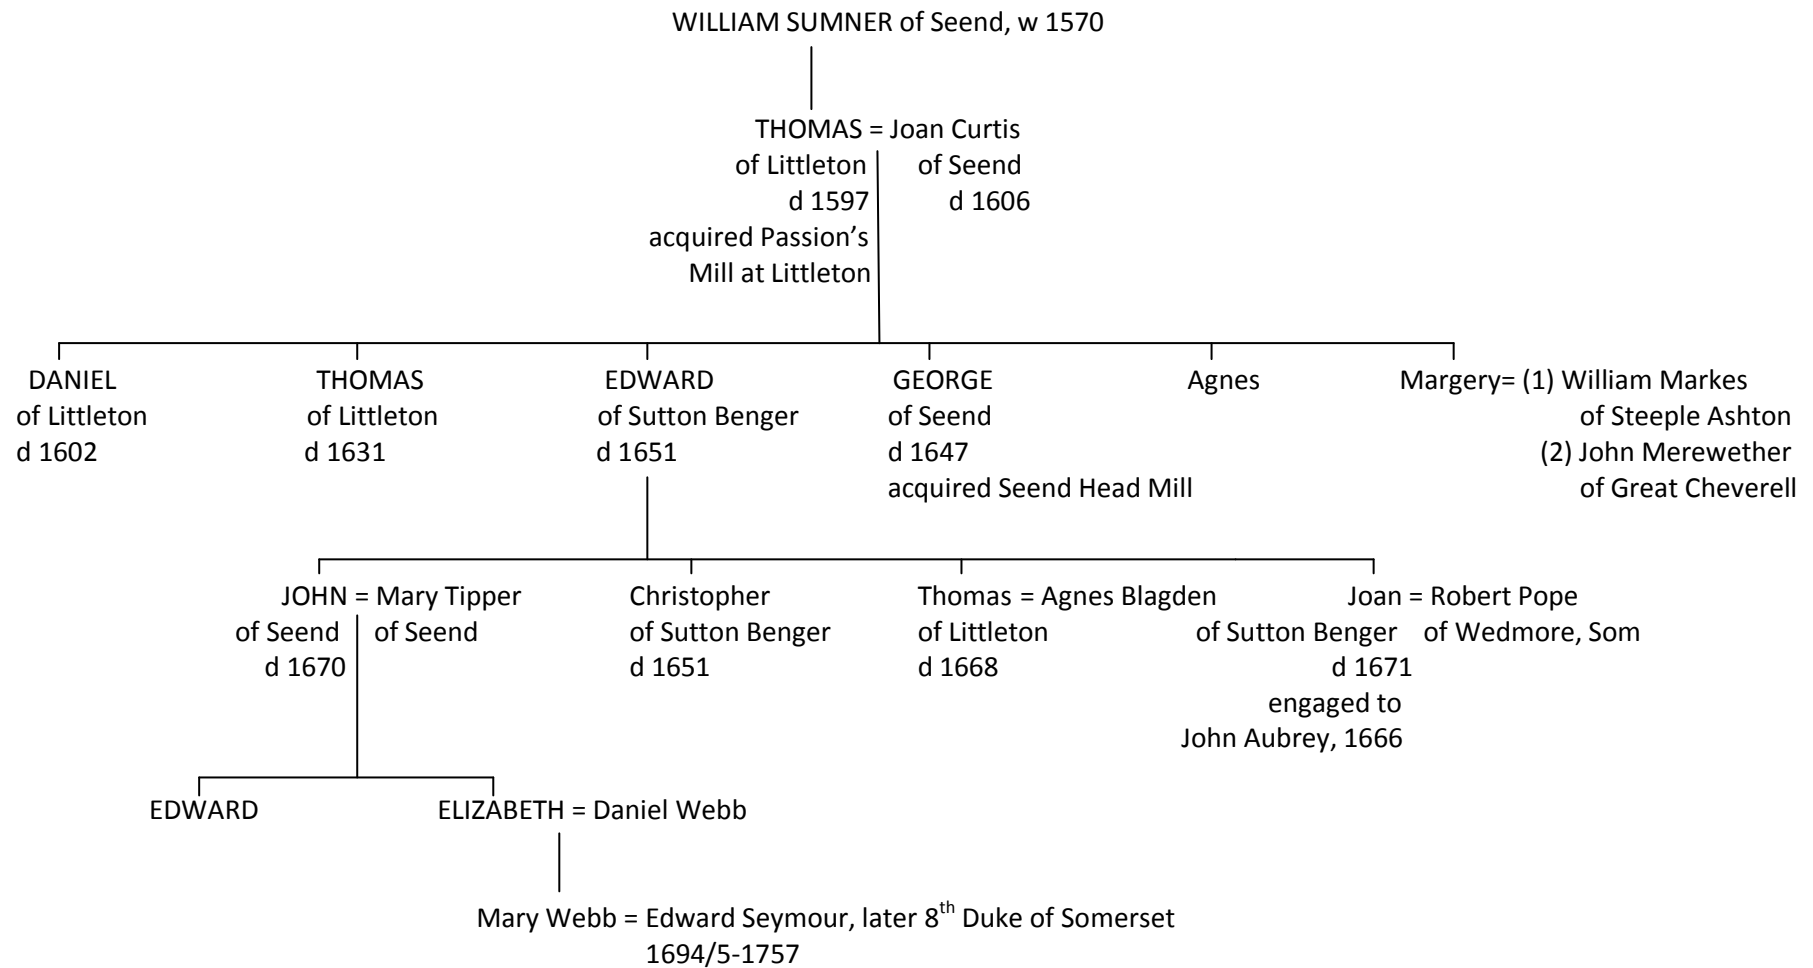 WILLIAM SUMNER of Seend, w 1570
THOMAS = Joan Curtis
of Littleton of Seend
d 1597 d 1606
acquired Passion’s
Mill at Littleton
DANIEL THOMAS EDWARD GEORGE Agnes Margery= (1) William Markes
of Littleton of Littleton of Sutton Benger of Seend of Steeple Ashton
d 1602 d 1631 d 1651 d 1647 (2) John Merewether
acquired Seend Head Mill of Great Cheverell
JOHN = Mary Tipper Christopher Thomas = Agnes Blagden Joan = Robert Pope
of Seend of Seend of Sutton Benger of Littleton of Sutton Benger of Wedmore, Som
d 1670 d 1651 d 1668 d 1671
engaged to
John Aubrey, 1666
EDWARD ELIZABETH = Daniel Webb
Mary Webb = Edward Seymour, later 8th Duke of Somerset
1694/5-1757